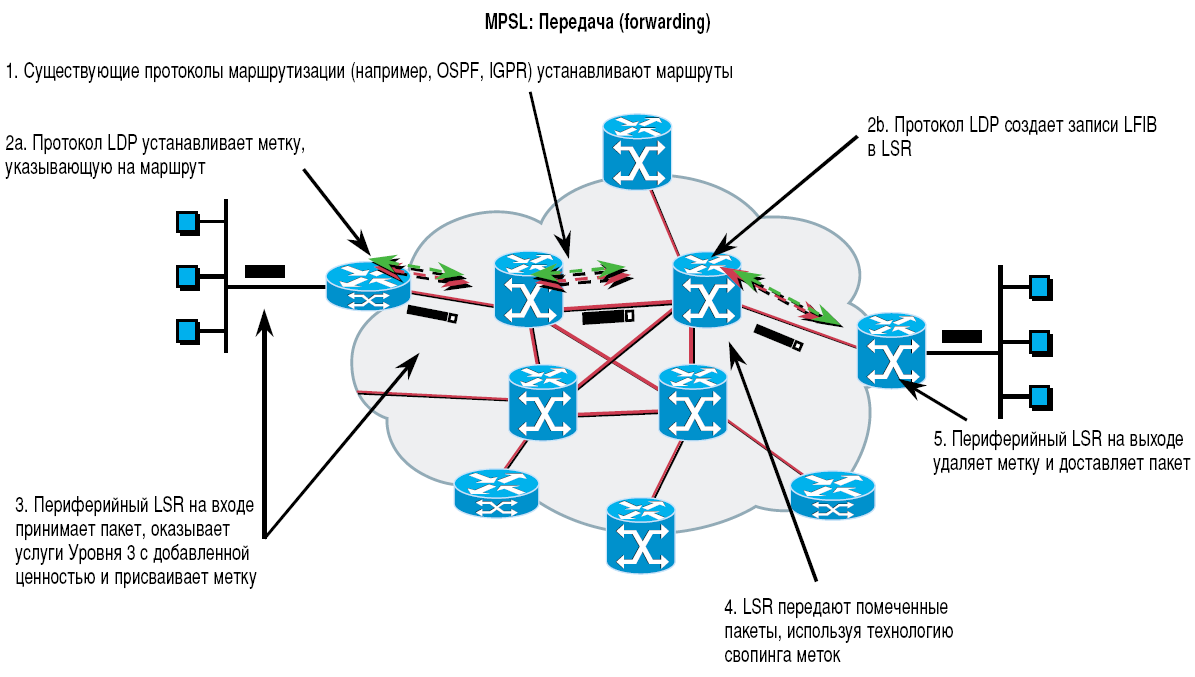 MPSL: Передача (forwarding)
1. Существующие протоколы маршрутизации (например, OSPF, IGPR) устанавливают маршруты
2a. Протокол LDP устанавливает метку,
указывающую на маршрут
2b. Протокол LDP создает записи LFIB
в LSR
3. Периферийный LSR на входе
принимает пакет, оказывает
услуги Уровня 3 с добавленной
ценностью и присваивает метку
4. LSR передают помеченные
пакеты, используя технологию
свопинга меток
5. Периферийный LSR на выходе
удаляет метку и доставляет пакет